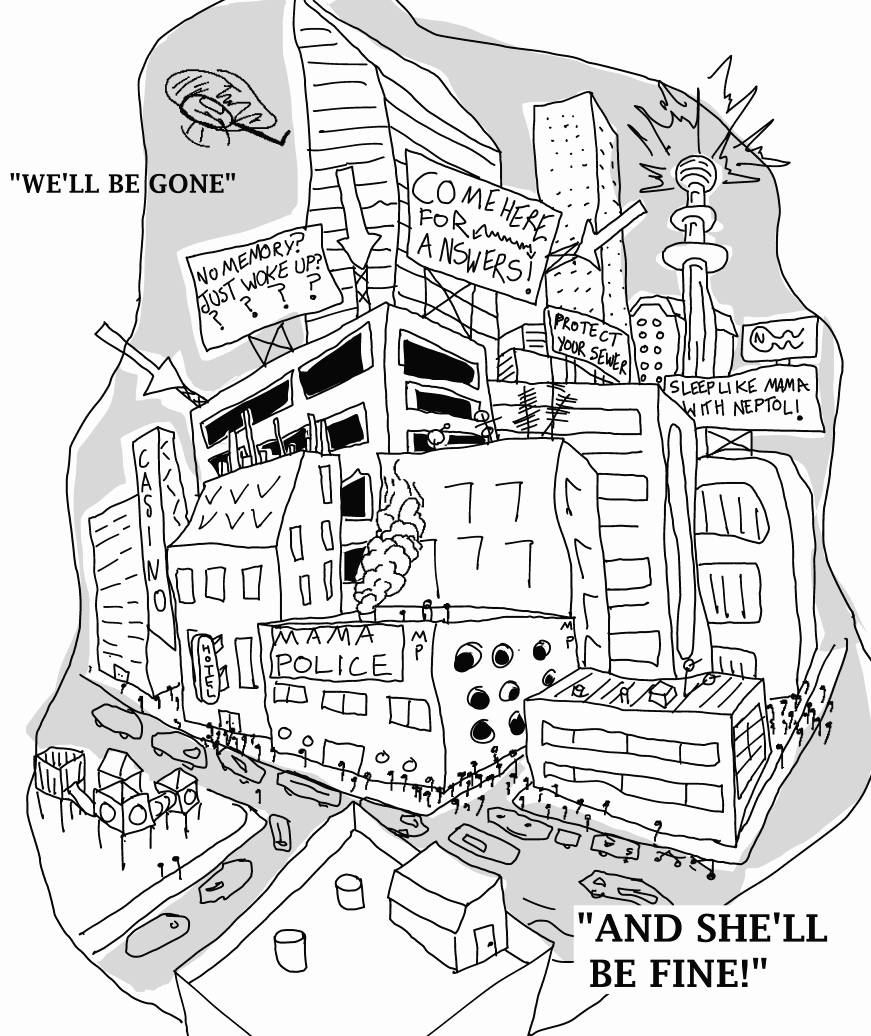 "WE'LL BE GONE"
COME HERE
FOR
ANSWERS!
NO MEMORY?
JUST WOKE UP?
? ? ? ?
PROTECT
YOUR SEWER
N
SLEEP LIKE MAMA
WITH NEPTOL!
CASINO
HOTEL
MAMA
POLICE
MP
MP
"AND SHE'LL
BE FINE!"